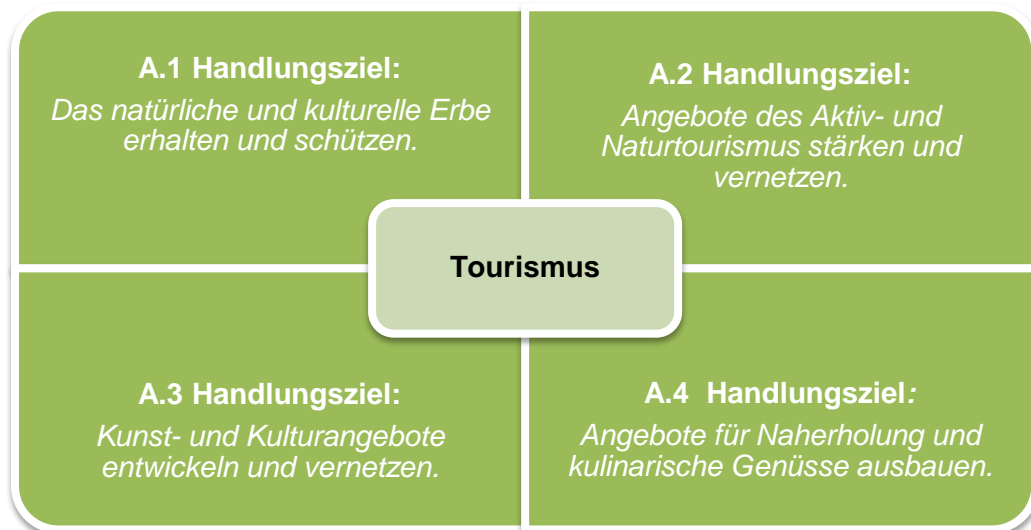 A.1 Handlungsziel:
Das natürliche und kulturelle Erbe
erhalten und schützen.
A.2 Handlungsziel:
Angebote des Aktiv- und
Naturtourismus stärken und
vernetzen.
Tourismus
A.3 Handlungsziel:
Kunst- und Kulturangebote
entwickeln und vernetzen.
A.4 Handlungsziel:
Angebote für Naherholung und
kulinarische Genüsse ausbauen.